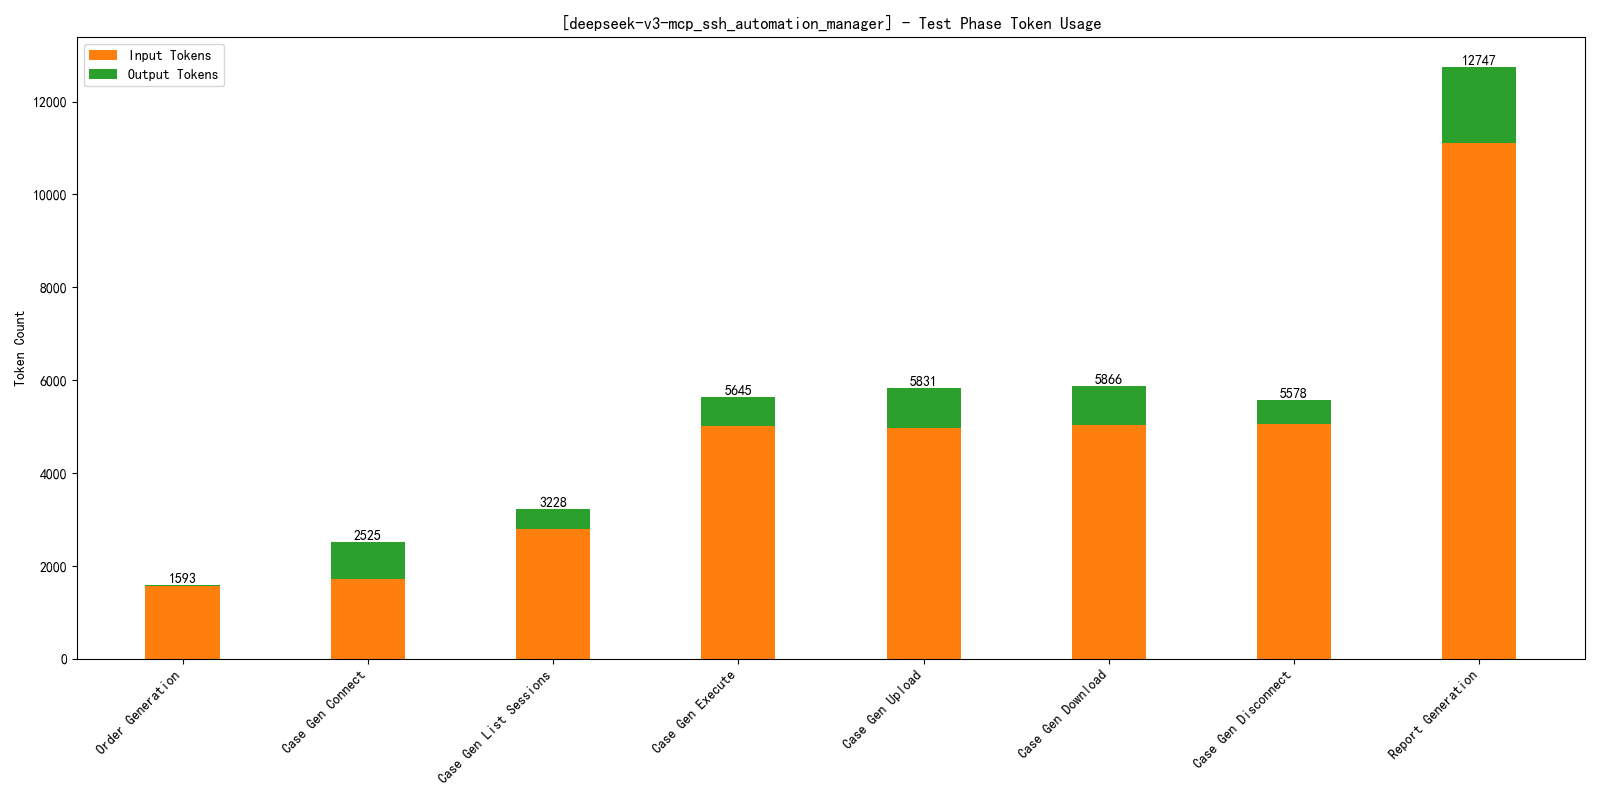 [deepseek-v3-mcp_ssh_automation_manager] - Test Phase Token Usage
Input Tokens
Output Tokens
Token Count
12000
10000
8000
6000
4000
2000
0
1593
2525
3228
5645
5831
5866
5578
12747
Order Generation
Case Gen Connect
Case Gen List Sessions
Case Gen Execute
Case Gen Upload
Case Gen Download
Case Gen Disconnect
Report Generation